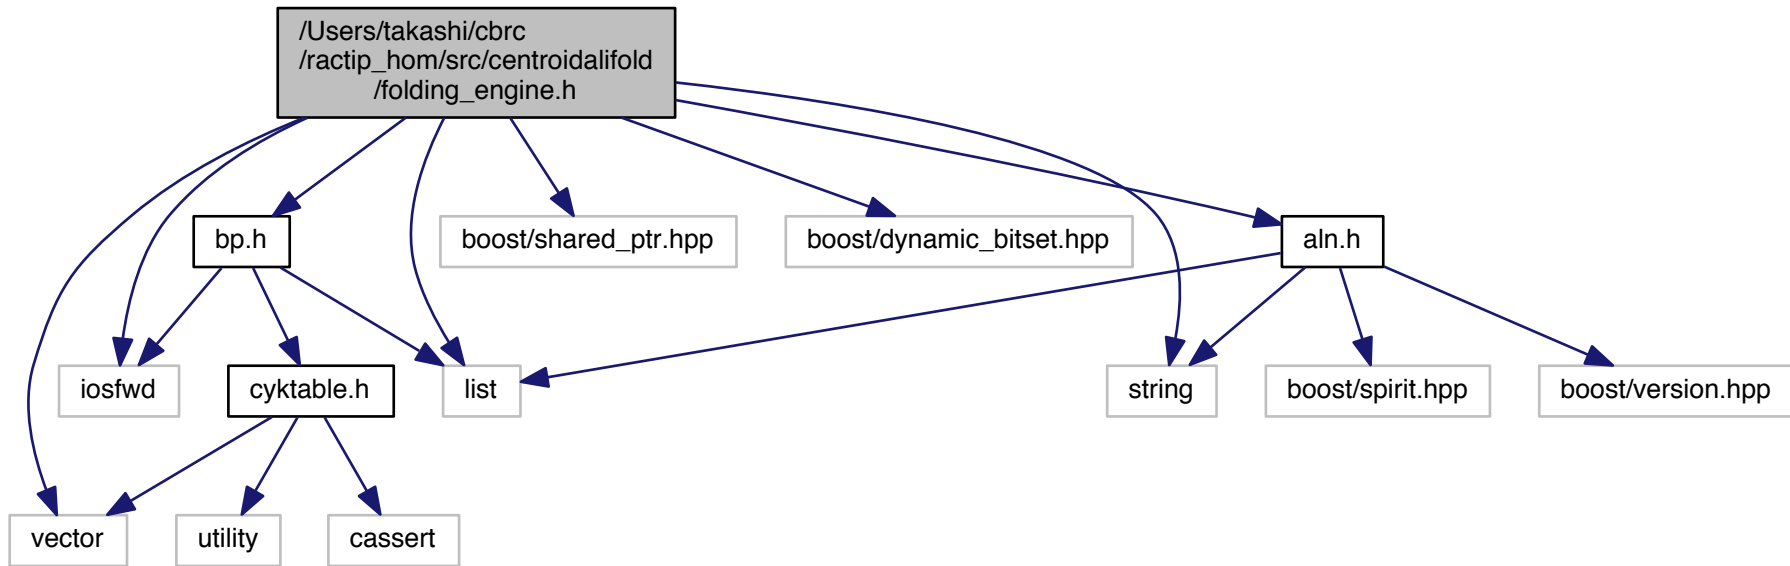 /Users/takashi/cbrc
/ractip_hom/src/centroidalifold
/folding_engine.h
bp.h
boost/shared_ptr.hpp
boost/dynamic_bitset.hpp
aln.h
iosfwd
cyktable.h
list
string
boost/spirit.hpp
boost/version.hpp
vector
utility
cassert